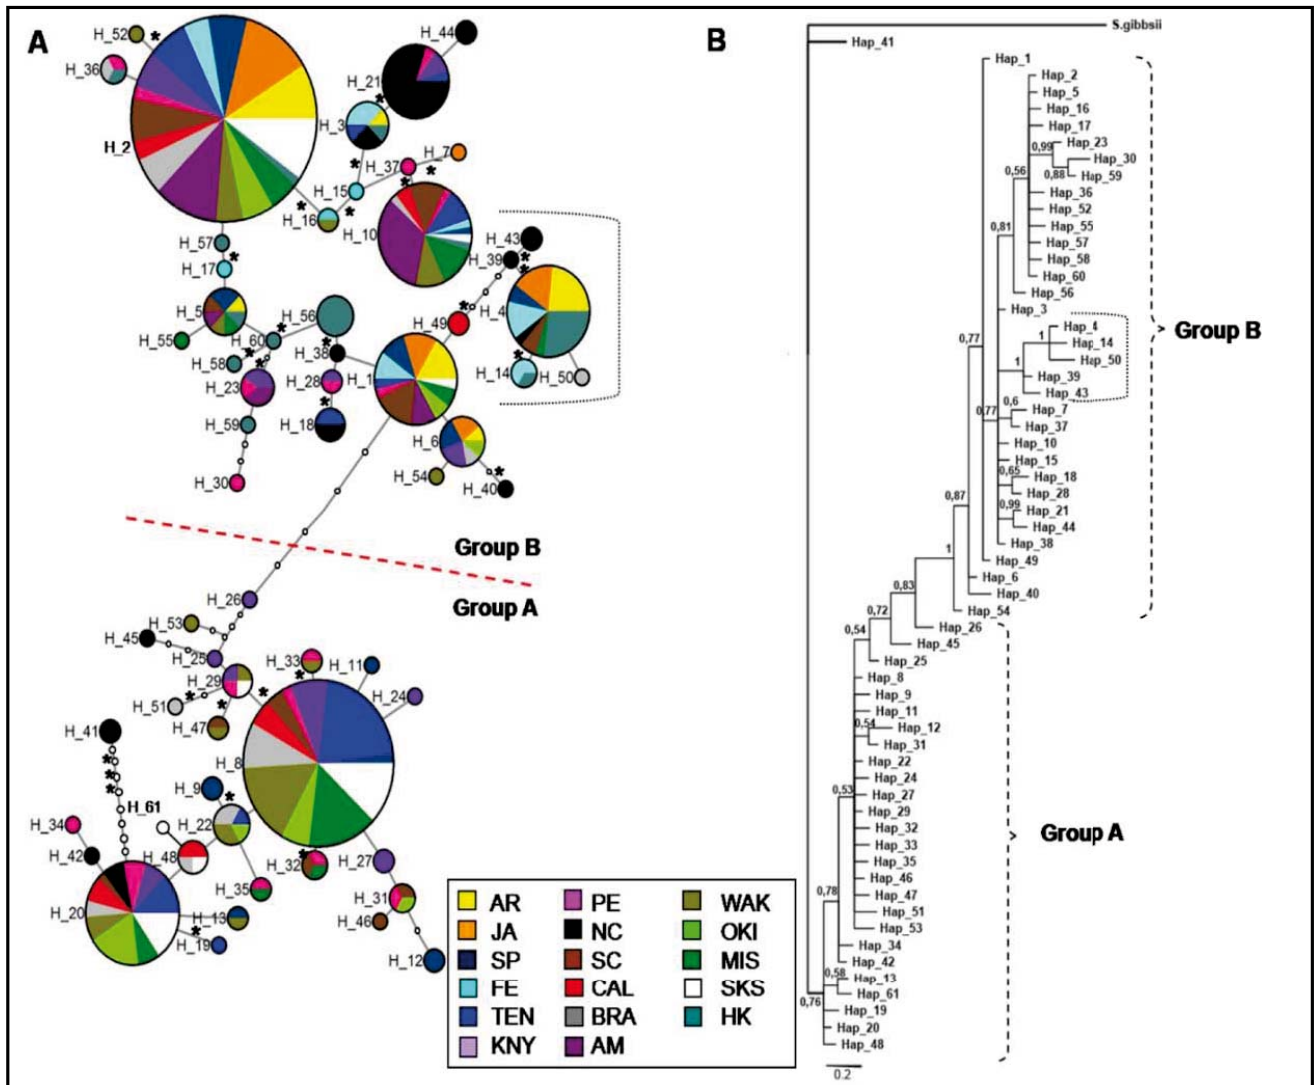 A
H_52 *
H_36
H_2
H_44
H_21
*
H_3
*
H_37
H_7
*
*
H_15
*
*
H_16
H_10
H_57
*
H_17
H_5
H_55
H_60
*
H_56
H_58
*
*
H_23
H_59
H_30
*
H_38
H_28
*
H_18
H_1
H_49
*
H_43
H_39
*
*
H_4
*
H_14
H_50
H_6
H_54
*
H_40
Group B
Group A
H_26
H_53
H_45
H_25
H_29
*
H_51
*
*
H_47
H_33
*
H_11
H_24
H_8
H_41
*
*
*
H_9
*
H_61
H_22
H_34
H_42
H_48
H_35
*
H_32
H_27
H_31
H_46
H_12
H_20
H_13
*
H_19
AR PE WAK
JA NC OKI
SP SC MIS
FE CAL SKS
TEN BRA HK
KNY AM
B
S.gibbsii
Hap_41
Hap_1
Hap_2
Hap_5
Hap_16
Hap_17
Hap_23
0,99
Hap_30
0,88
Hap_59
0,56
Hap_36
Hap_52
Hap_55
0,81
Hap_57
Hap_58
Hap_60
Hap_56
Hap_3
Hap_4
1
Hap_14
0,77
Hap_50
1
Hap_39
Hap_43
0,77
0,6
Hap_7
Hap_37
Hap_10
Hap_15
0,65
Hap_18
Hap_28
0,87
0,99
Hap_21
Hap_44
Hap_38
1
Hap_49
Hap_6
0,83
Hap_40
0,72
Hap_54
0,54
Hap_26
Hap_45
Hap_25
Hap_8
Hap_9
Hap_11
0,54
Hap_12
Hap_31
Hap_22
Hap_24
0,53
Hap_27
Hap_29
Hap_32
Hap_33
Hap_35
Hap_46
0,78
Hap_47
Hap_51
Hap_53
Hap_34
Hap_42
0,58
Hap_13
Hap_61
0,76
Hap_19
Hap_20
Hap_48
0.2
Group B
Group A